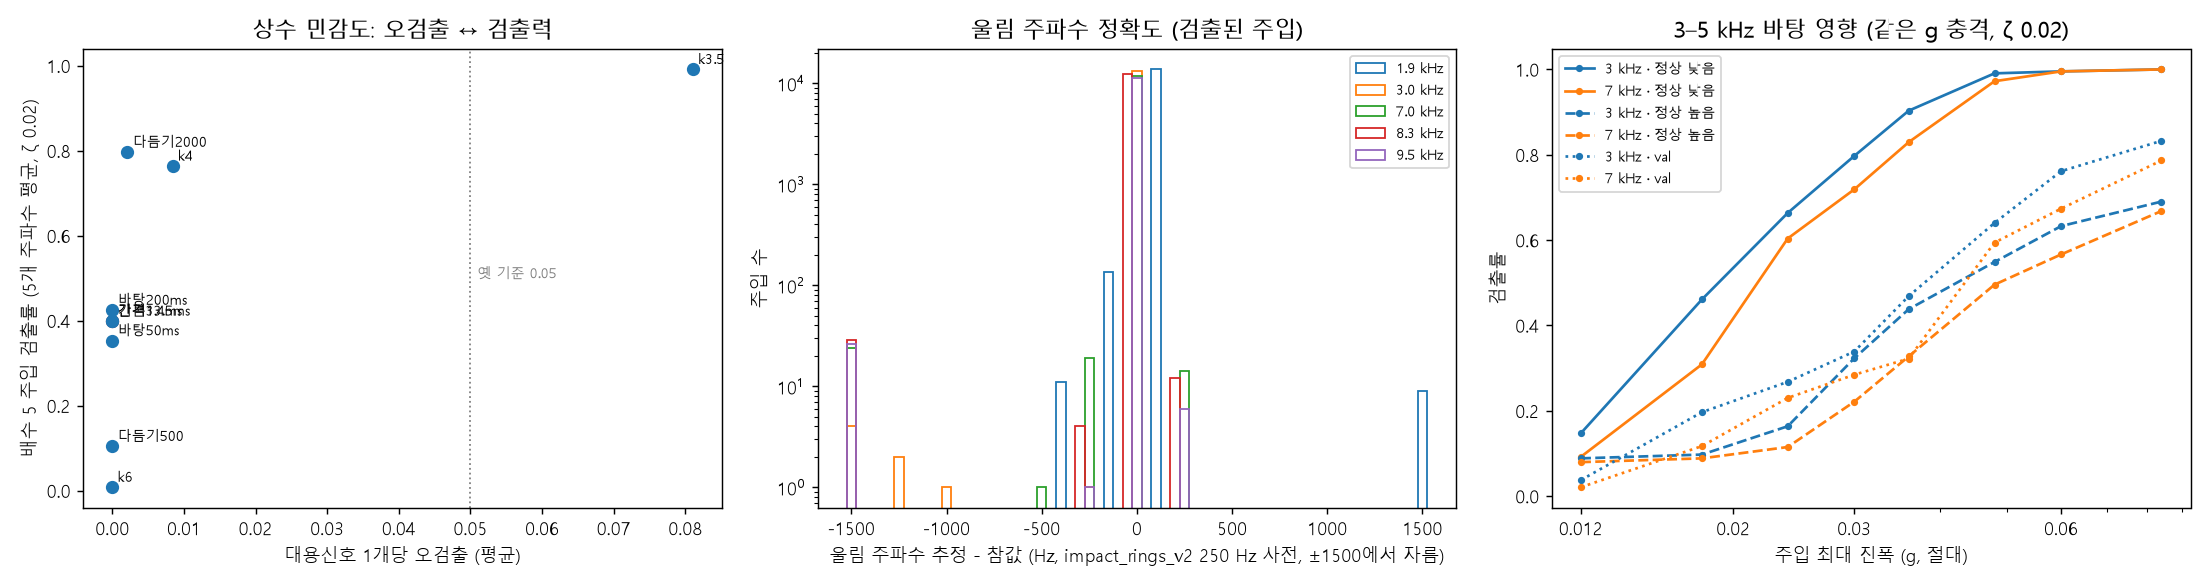 상수 민감도: 오검출 ↔ 검출력
배수 5 주입 검출률 (5개 주파수 평균, ζ 0.02)
1.0
0.8
0.6
0.4
0.2
0.0
k3.5
다듬기2000
k4
옛 기준 0.05
바탕200ms
바탕50ms
다듬기500
k6
0.00
0.01
0.02
0.03
0.04
0.05
0.06
0.07
0.08
대용신호 1개당 오검출 (평균)
울림 주파수 정확도 (검출된 주입)
주입 수
10⁴
10³
10²
10¹
10⁰
1.9 kHz
3.0 kHz
7.0 kHz
8.3 kHz
9.5 kHz
-1500
-1000
-500
0
500
1000
1500
울림 주파수 추정 - 참값 (Hz, impact_rings_v2 250 Hz 사전, ±1500에서 자름)
3–5 kHz 바탕 영향 (같은 g 충격, ζ 0.02)
검출률
1.0
0.8
0.6
0.4
0.2
0.0
3 kHz · 정상 낮음
7 kHz · 정상 낮음
3 kHz · 정상 높음
7 kHz · 정상 높음
3 kHz · val
7 kHz · val
0.012
0.02
0.03
0.06
주입 최대 진폭 (g, 절대)